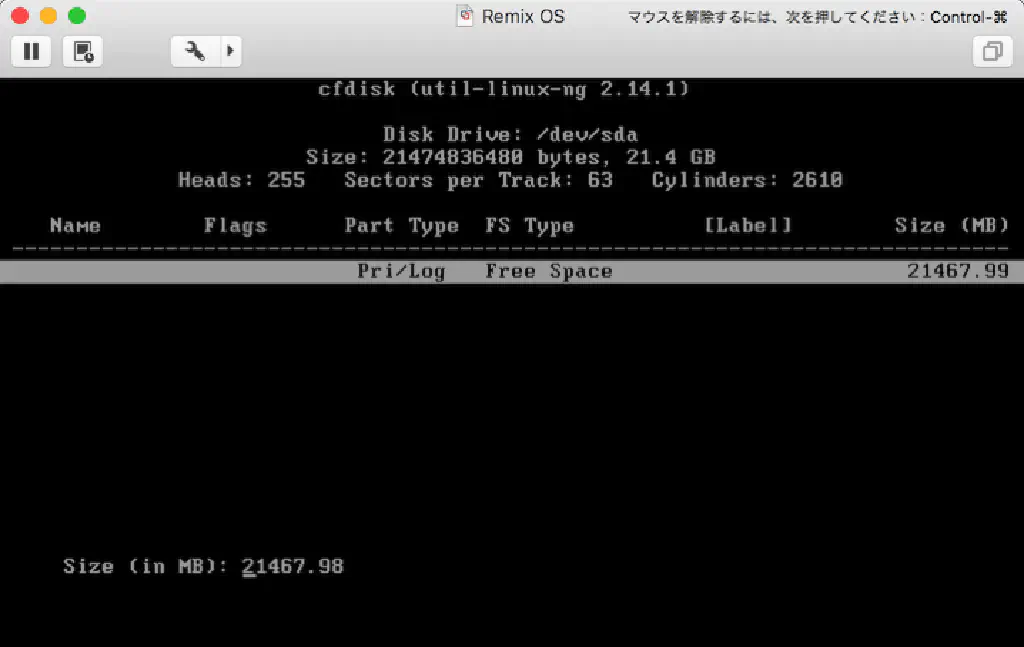 Remix OS
マウスを解除するには、次を押してください：Control-⌘
cfdisk (util-linux-ng 2.14.1)
Disk Drive: /dev/sda
Size: 21474836480 bytes, 21.4 GB
Heads: 255 Sectors per Track: 63 Cylinders: 2610
Name Flags Part Type FS Type [Label] Size (MB)
Pri/Log Free Space 21467.99
Size (in MB): 21467.98